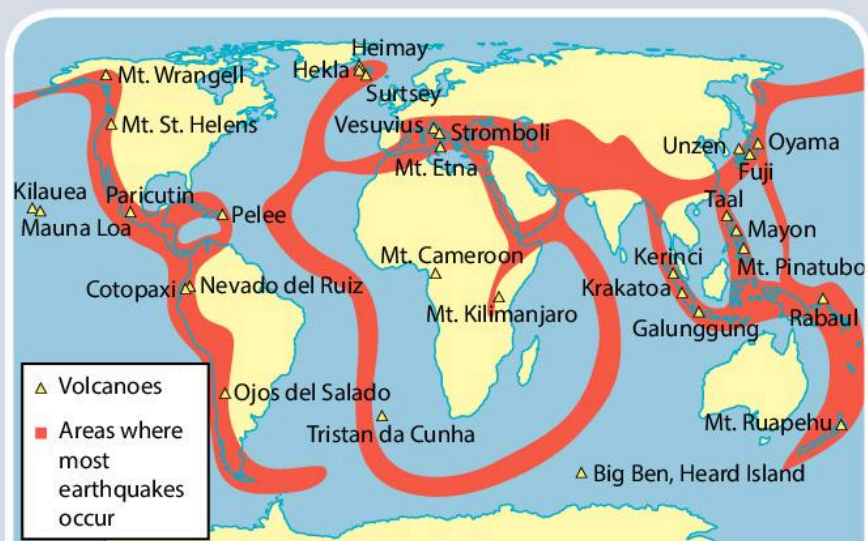 Heimay
Hekla
Surtsey
Mt. Wrangell
Mt. St. Helens
Vesuvius
Stromboli
Mt. Etna
Unzen
Oyama
Fuji
Kilauea
Mauna Loa
Paricutin
Pelee
Taal
Mayon
Mt. Pinatubo
Mt. Cameroon
Kerinci
Cotopaxi
Nevado del Ruiz
Krakatoa
Mt. Kilimanjaro
Galunggung
Rabaul
Ojos del Salado
Tristan da Cunha
Mt. Ruapehu
Big Ben, Heard Island
Volcanoes
Areas where
most
earthquakes
occur